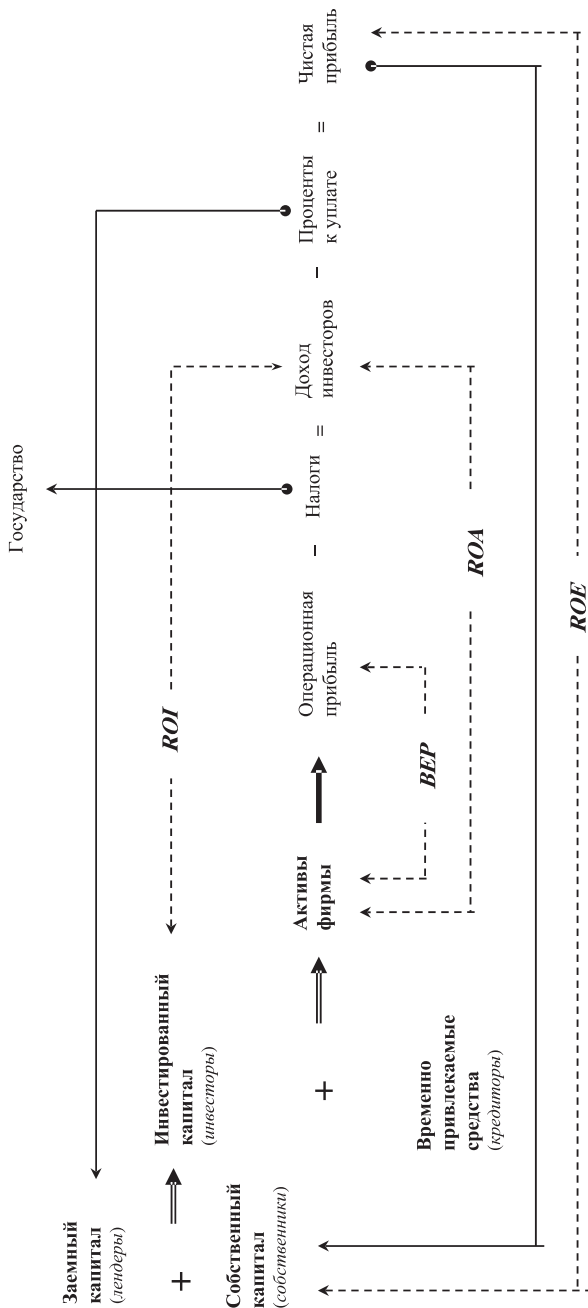 Государство
Заемный
капитал
(лендеры)
+
Собственный
капитал
(собственники)
Инвестированный
капитал
(инвесторы)
+
Временно
привлекаемые
средства
(кредиторы)
Активы
фирмы
Операционная
прибыль
–
Налоги
=
Доход
инвесторов
–
Проценты
к уплате
=
Чистая
прибыль
ROI
BEP
ROA
ROE